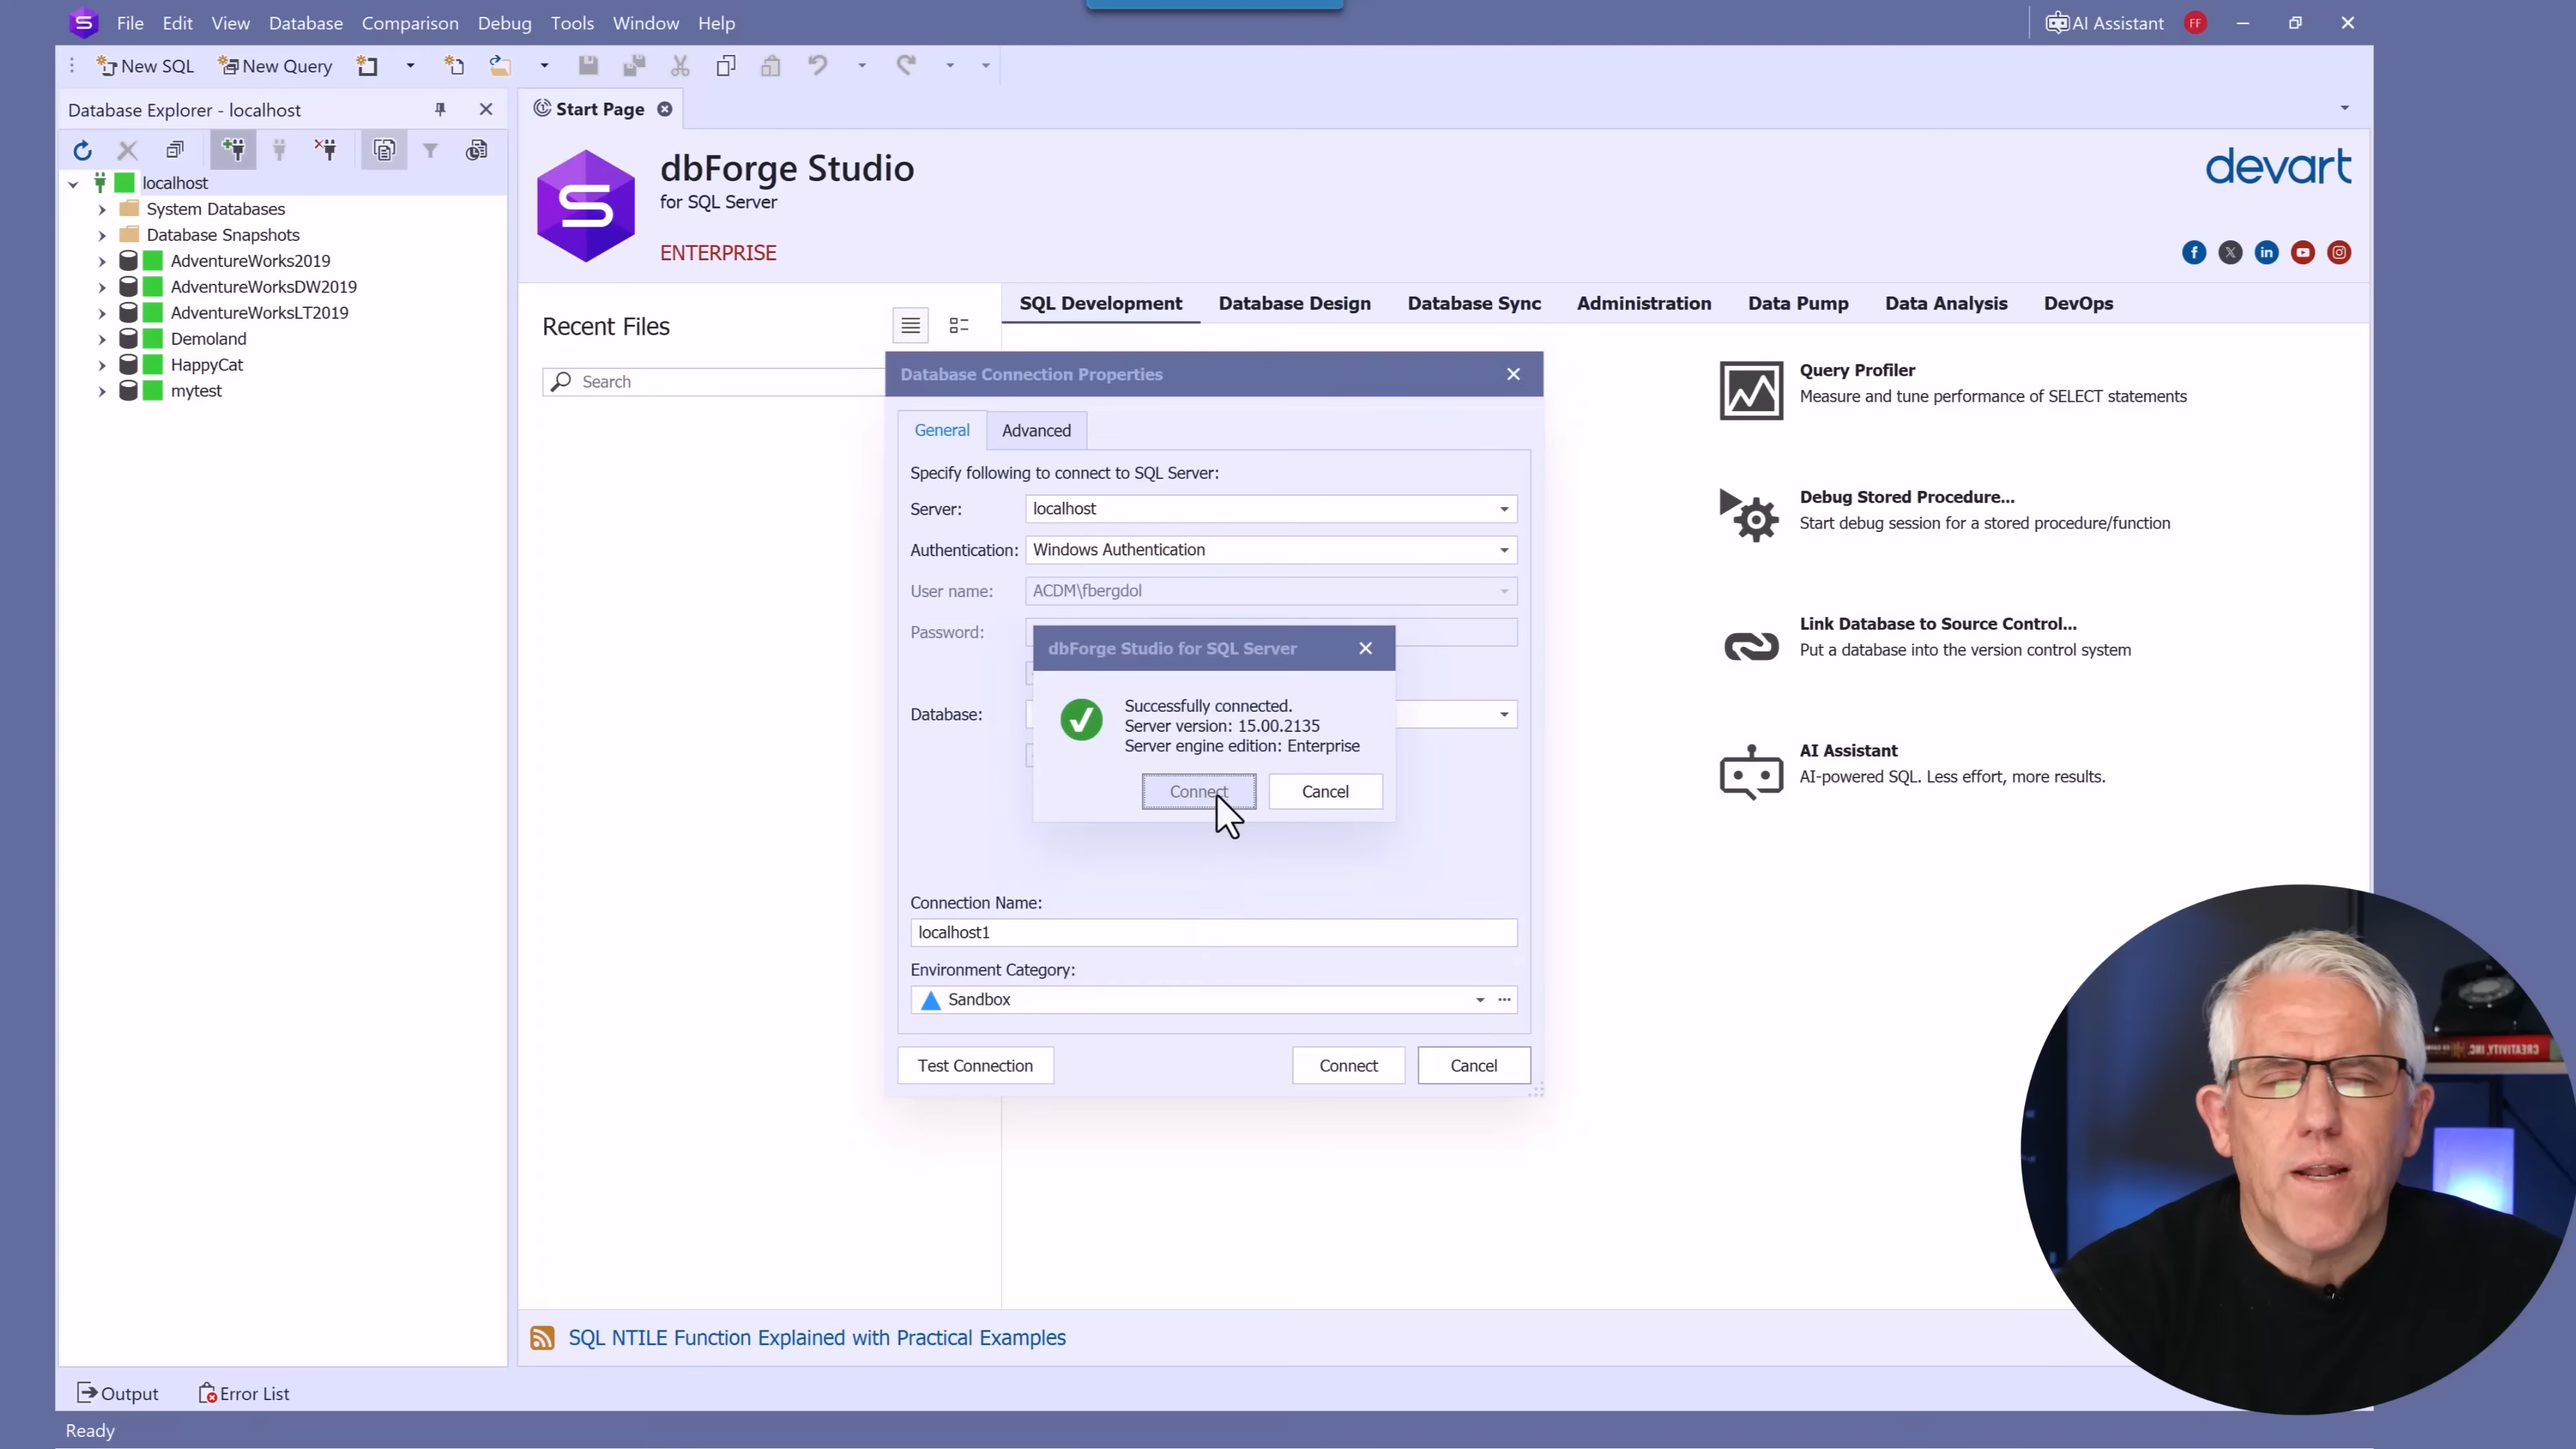 File Edit View Database Comparison Debug Tools Window Help
AI Assistant FF
New SQL New Query
Database Explorer - localhost
localhost
System Databases
Database Snapshots
AdventureWorks2019
AdventureWorksDW2019
AdventureWorksLT2019
Demoland
HappyCat
mytest
Start Page
dbForge Studio
for SQL Server
ENTERPRISE
devart
Recent Files
Search
SQL Development Database Design Database Sync Administration Data Pump Data Analysis DevOps
Query Profiler
Measure and tune performance of SELECT statements
Debug Stored Procedure...
Start debug session for a stored procedure/function
Link Database to Source Control...
Put a database into the version control system
AI Assistant
AI-powered SQL. Less effort, more results.
Database Connection Properties
General Advanced
Specify following to connect to SQL Server:
Server: localhost
Authentication: Windows Authentication
User name: ACDM\fbergdol
Password:
Database:
dbForge Studio for SQL Server
Successfully connected.
Server version: 15.00.2135
Server engine edition: Enterprise
Connect Cancel
Connection Name:
localhost1
Environment Category:
Sandbox
Test Connection Connect Cancel
CREATIVITY, INC.
SQL NTILE Function Explained with Practical Examples
Output Error List
Ready